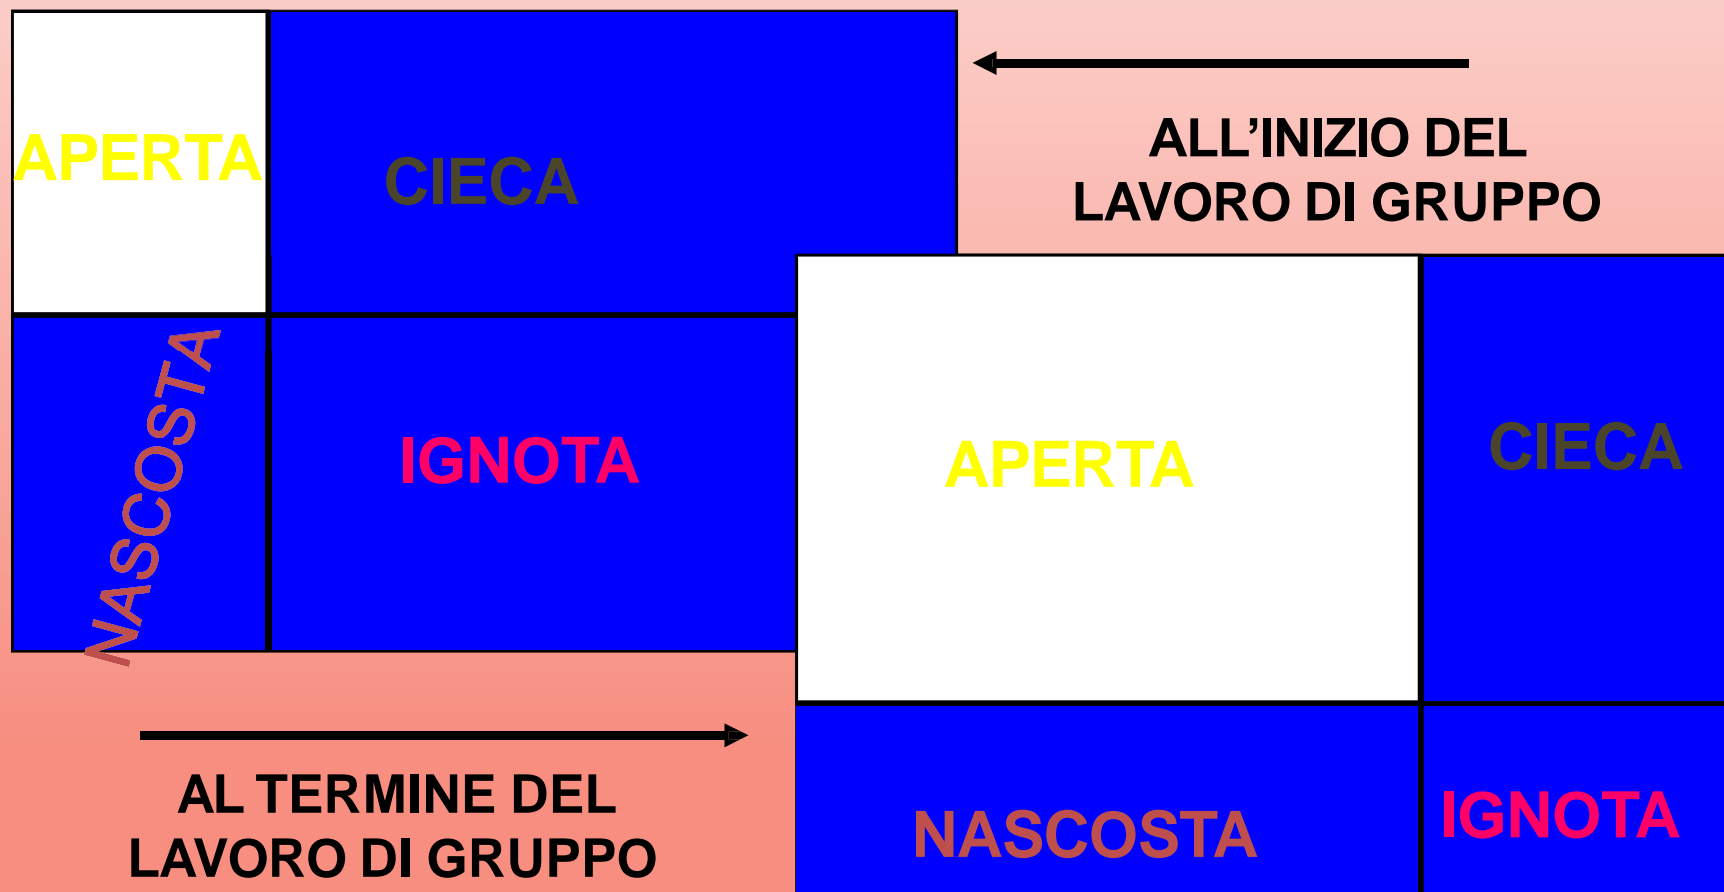 APERTA
CIECA
ALL’INIZIO DEL
LAVORO DI GRUPPO
NASCOSTA
IGNOTA
APERTA
CIECA
AL TERMINE DEL
LAVORO DI GRUPPO
NASCOSTA
IGNOTA